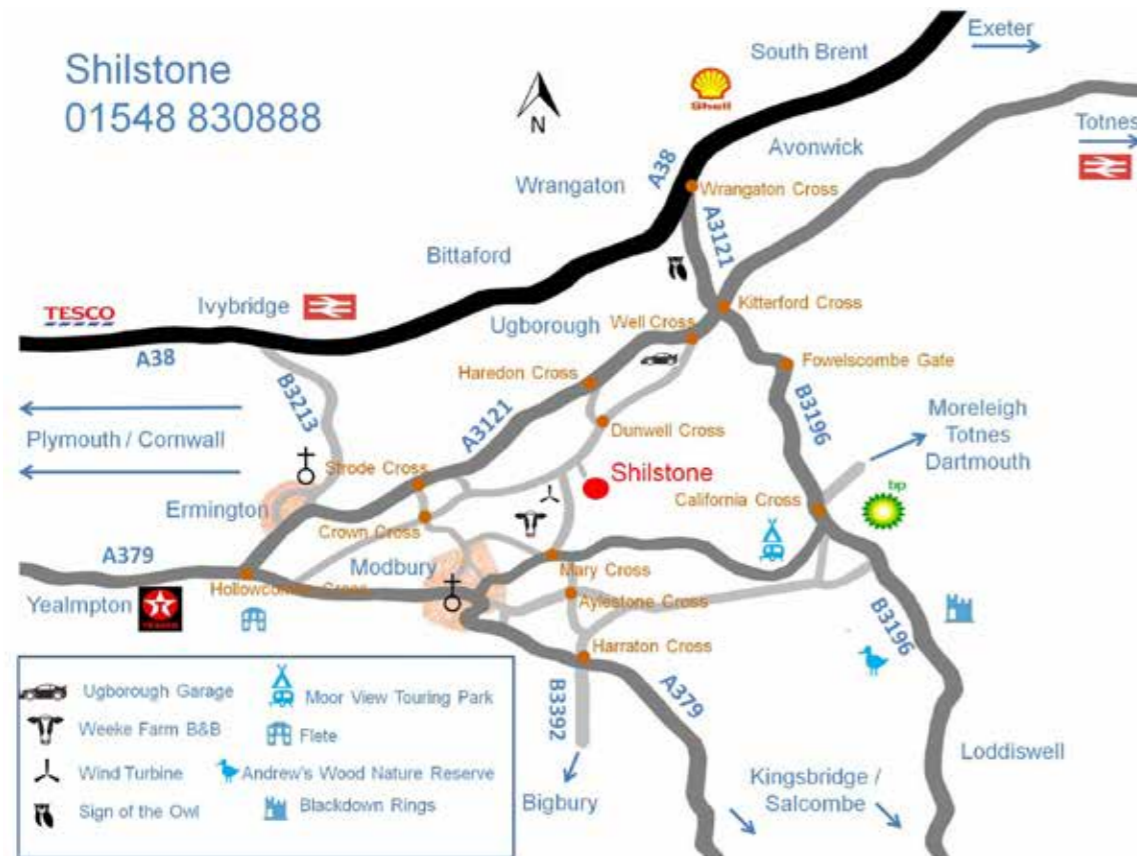 Shilstone
01548 830888
N
Exeter
South Brent
Shell
Totnes
Avonwick
A38
Wrangaton
Wrangaton Cross
A3121
Bittaford
TESCO
Ivybridge
Kitterford Cross
Ugborough
Well Cross
A38
Fowelscombe Gate
Haredon Cross
B3213
A3121
B3196
Moreleigh
Totnes
Dartmouth
Plymouth / Cornwall
Dunwell Cross
Strode Cross
Shilstone
California Cross
bp
Ermington
Crown Cross
A379
Modbury
Mary Cross
Yealmpton
Aylestone Cross
B3196
Harraton Cross
A379
B3392
Loddiswell
Kingsbridge /
Salcombe
Bigbury
Ugborough Garage
Moor View Touring Park
Weeke Farm B&B
Flete
Wind Turbine
Andrew's Wood Nature Reserve
Sign of the Owl
Blackdown Rings